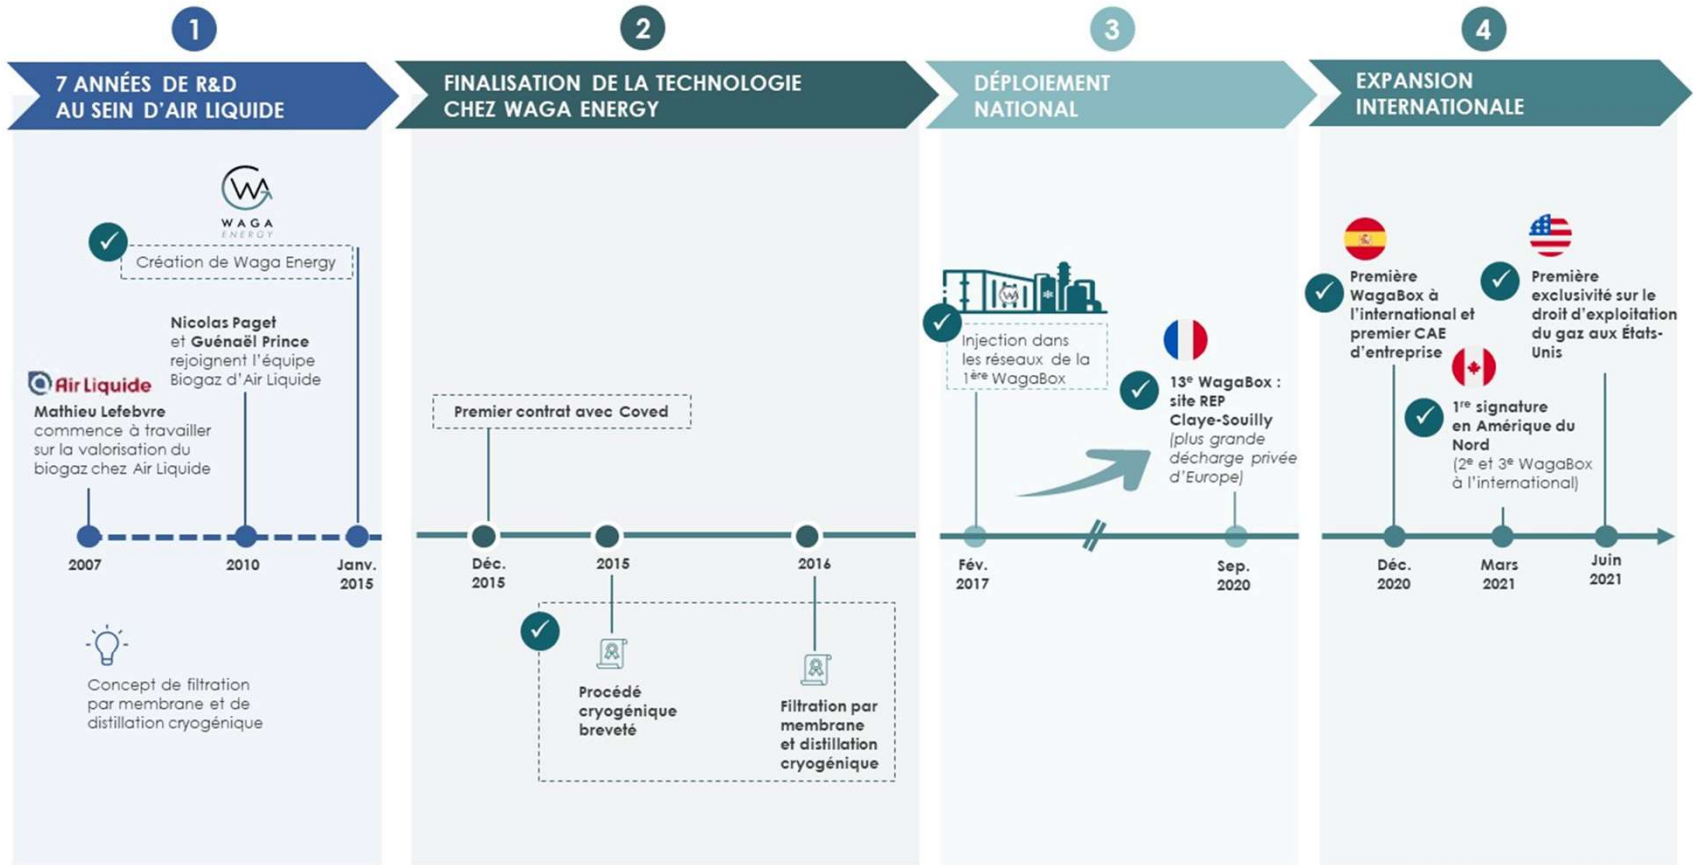 1
7 ANNÉES DE R&D
AU SEIN D'AIR LIQUIDE
WAGA
ENERGY
Création de Waga Energy
Nicolas Paget
et Guénaël Prince
rejoignent l'équipe
Biogaz d'Air Liquide
Air Liquide
Mathieu Lefebvre
commence à travailler
sur la valorisation du
biogaz chez Air Liquide
2007
2010
Janv.
2015
Concept de filtration
par membrane et de
distillation cryogénique
2
FINALISATION DE LA TECHNOLOGIE
CHEZ WAGA ENERGY
Premier contrat avec Coved
Déc.
2015
2015
2016
Procédé
cryogénique
breveté
Filtration par
membrane
et distillation
cryogénique
3
DÉPLOIEMENT
NATIONAL
Injection dans
les réseaux de la
1ère WagaBox
13e WagaBox :
site REP
Claye-Souilly
(plus grande
décharge privée
d'Europe)
Fév.
2017
Sep.
2020
4
EXPANSION
INTERNATIONALE
Première
WagaBox à
l'international et
premier CAE
d'entreprise
1re signature
en Amérique du
Nord
(2e et 3e WagaBox
à l'international)
Première
exclusivité sur le
droit d'exploitation
du gaz aux États-
Unis
Déc.
2020
Mars
2021
Juin
2021